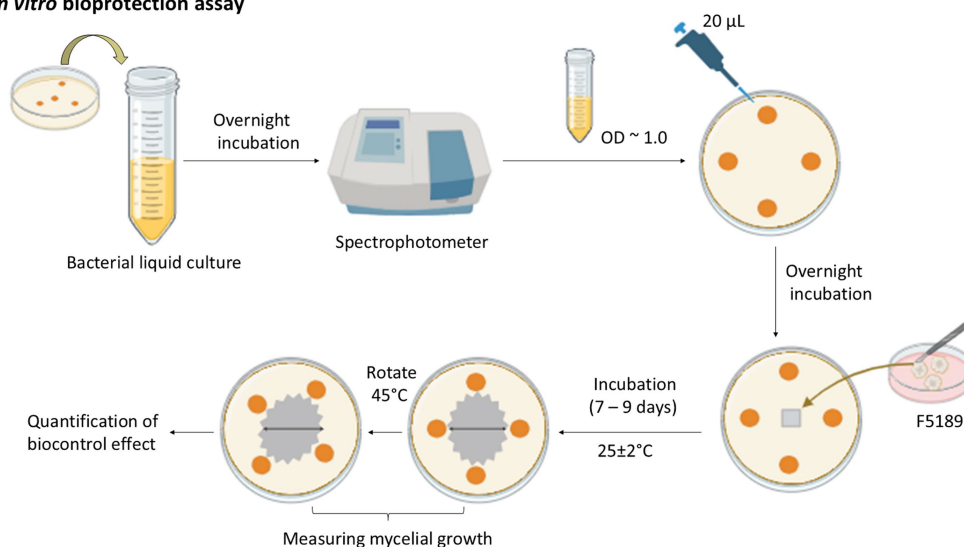 vitro bioprotection assay
20 µL
Overnight
incubation
OD ~ 1.0
Spectrophotometer
Bacterial liquid culture
Overnight
incubation
Rotate
45°C
Incubation
(7 – 9 days)
25±2°C
F5189
Quantification of
biocontrol effect
Measuring mycelial growth